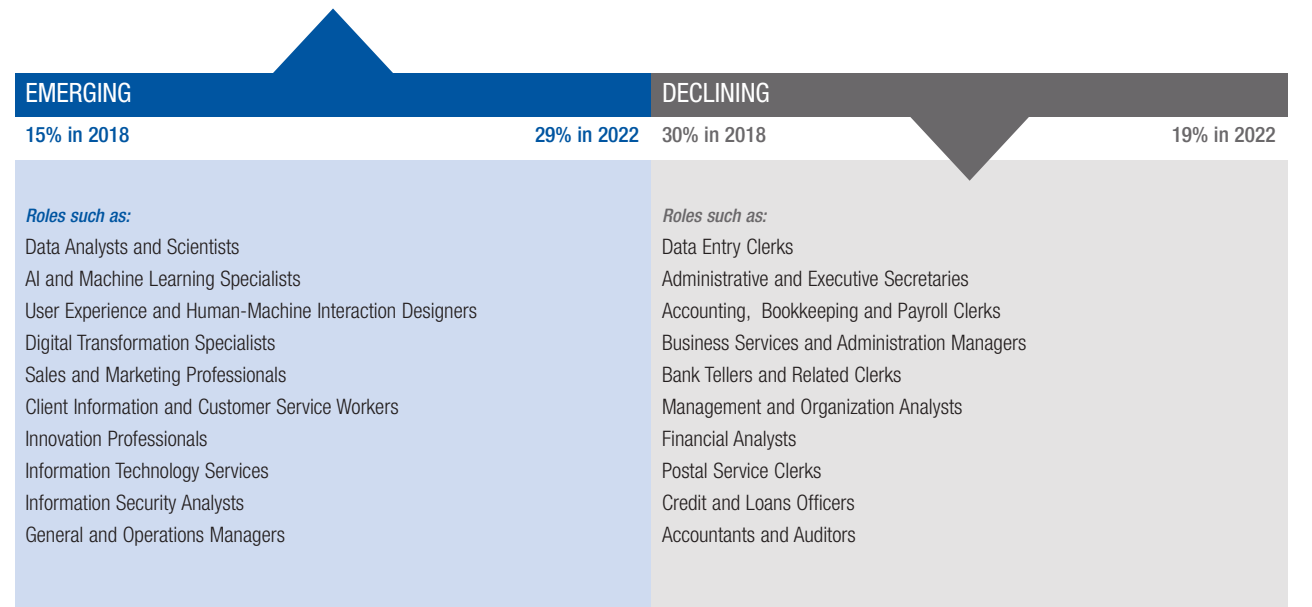 EMERGING
15% in 2018
29% in 2022
Roles such as:
Data Analysts and Scientists
AI and Machine Learning Specialists
User Experience and Human-Machine Interaction Designers
Digital Transformation Specialists
Sales and Marketing Professionals
Client Information and Customer Service Workers
Innovation Professionals
Information Technology Services
Information Security Analysts
General and Operations Managers
DECLINING
30% in 2018
19% in 2022
Roles such as:
Data Entry Clerks
Administrative and Executive Secretaries
Accounting,  Bookkeeping and Payroll Clerks
Business Services and Administration Managers
Bank Tellers and Related Clerks
Management and Organization Analysts
Financial Analysts
Postal Service Clerks
Credit and Loans Officers
Accountants and Auditors